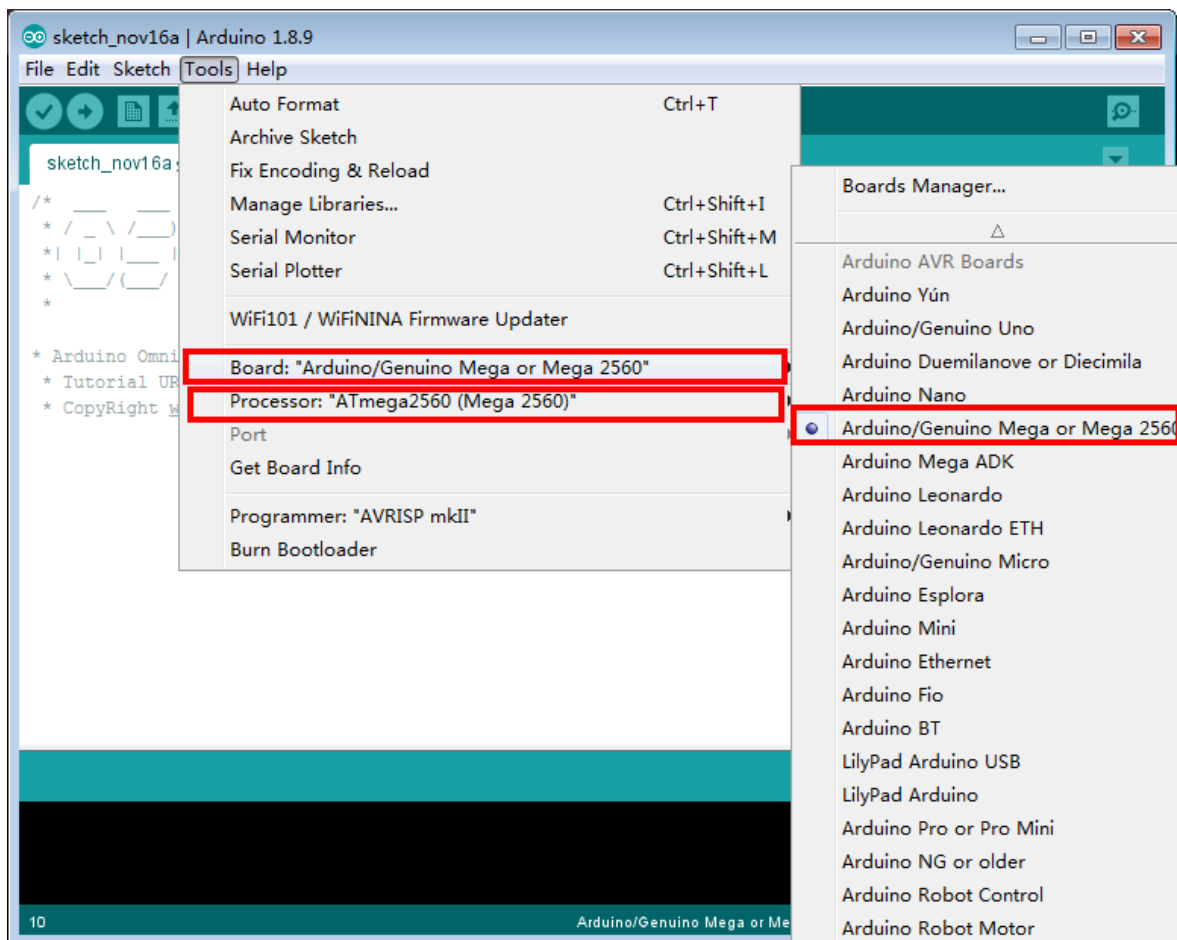 sketch_nov16a | Arduino 1.8.9
File Edit Sketch Tools Help
sketch_nov16a
Auto Format Ctrl+T
Archive Sketch
Fix Encoding & Reload
Manage Libraries... Ctrl+Shift+I
Serial Monitor Ctrl+Shift+M
Serial Plotter Ctrl+Shift+L
WiFi101 / WiFiNINA Firmware Updater
Board: "Arduino/Genuino Mega or Mega 2560"
Processor: "ATmega2560 (Mega 2560)"
Port
Get Board Info
Programmer: "AVRISP mkII"
Burn Bootloader
Boards Manager...
Arduino AVR Boards
Arduino Yún
Arduino/Genuino Uno
Arduino Duemilanove or Diecimila
Arduino Nano
Arduino/Genuino Mega or Mega 2560
Arduino Mega ADK
Arduino Leonardo
Arduino Leonardo ETH
Arduino/Genuino Micro
Arduino Esplora
Arduino Mini
Arduino Ethernet
Arduino Fio
Arduino BT
LilyPad Arduino USB
LilyPad Arduino
Arduino Pro or Pro Mini
Arduino NG or older
Arduino Robot Control
Arduino Robot Motor
/*
* / _ \ / ___)
*| |_| |___ |
* \___/(___/
*
* Arduino Omni
* Tutorial UR
* CopyRight w
10 Arduino/Genuino Mega or Me